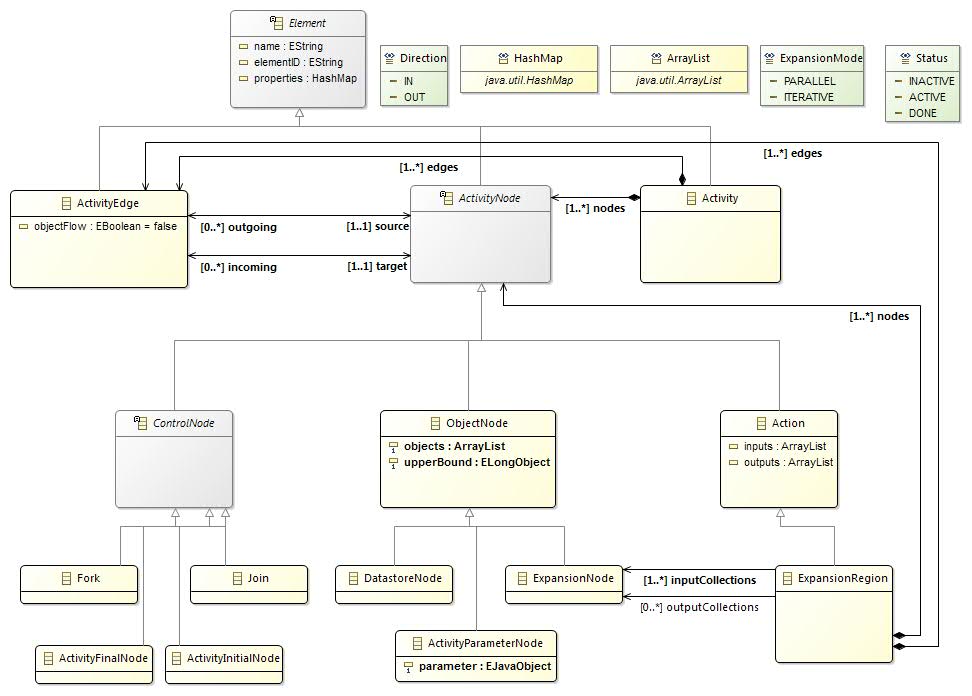 Element
name : EString
elementID : EString
properties : HashMap
Direction
IN
OUT
HashMap
java.util.HashMap
ArrayList
java.util.ArrayList
ExpansionMode
PARALLEL
ITERATIVE
Status
INACTIVE
ACTIVE
DONE
[1..*] edges
[1..*] edges
ActivityEdge
objectFlow : EBoolean = false
[0..*] outgoing
[1..1] source
[0..*] incoming
[1..1] target
ActivityNode
[1..*] nodes
Activity
[1..*] nodes
ControlNode
ObjectNode
objects : ArrayList
upperBound : ELongObject
Action
inputs : ArrayList
outputs : ArrayList
Fork
Join
DatastoreNode
ExpansionNode
[1..*] inputCollections
[0..*] outputCollections
ExpansionRegion
ActivityFinalNode
ActivityInitialNode
ActivityParameterNode
parameter : EJavaObject